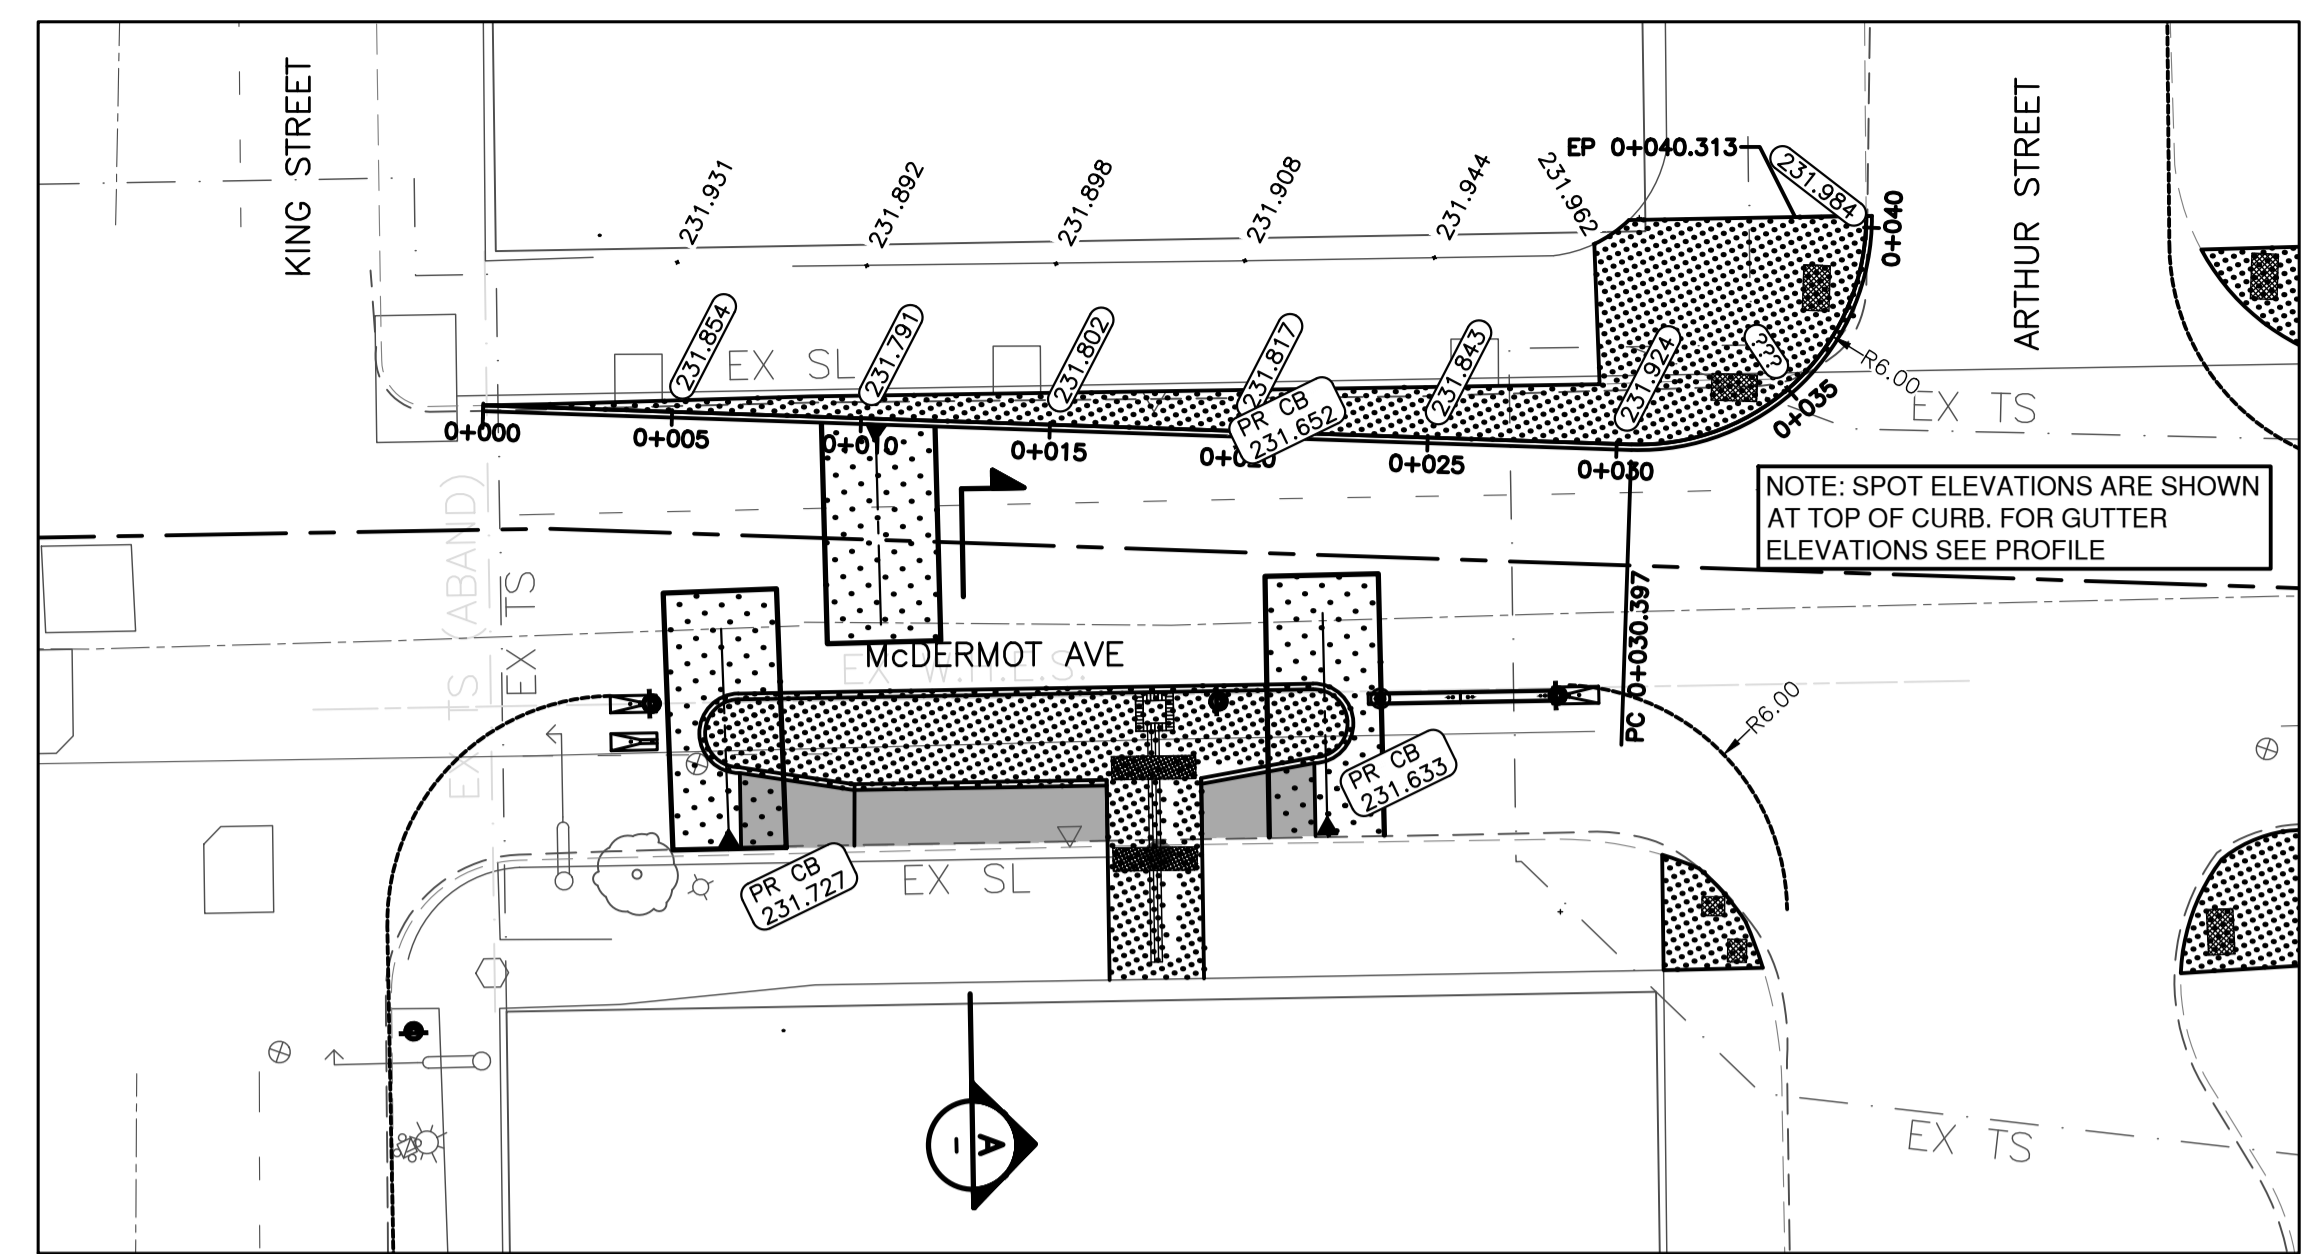 KING STREET
ARTHUR STREET
EP 0+040.313
231.931
231.892
231.898
231.908
231.944
231.962
231.984
0+040
231.854
231.791
231.802
231.817
231.843
231.924
???
EX SL
R6.00
EX TS
PR CB
231.652
0+000
0+005
0+010
0+015
0+020
0+025
0+030
0+035
NOTE: SPOT ELEVATIONS ARE SHOWN
AT TOP OF CURB. FOR GUTTER
ELEVATIONS SEE PROFILE
EX TS (ABAND)
EX TS
McDERMOT AVE
EX W.M.E.S.
PC 0+030.397
R6.00
PR CB
231.633
PR CB
231.727
EX SL
A
-
EX TS